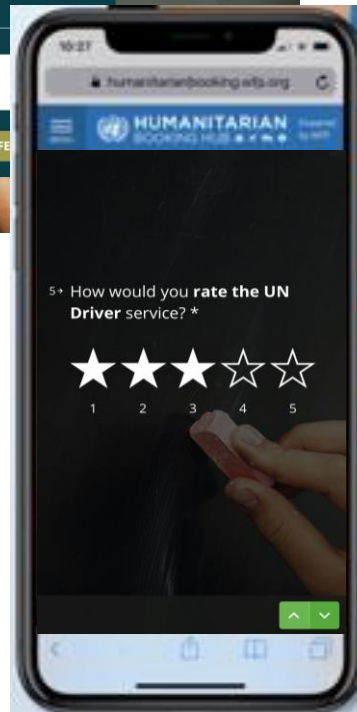 10:27
humanitarianbooking.wfp.org
HUMANITARIAN
BOOKING HUB
5→ How would you rate the UN
Driver service? *
1 2 3 4 5